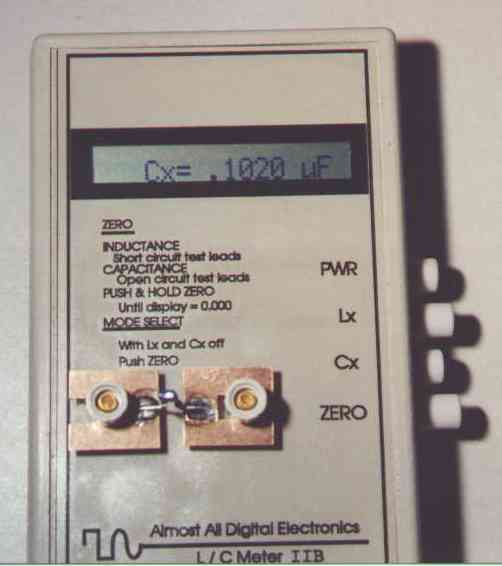 Cx= .1020 uF
ZERO
INDUCTANCE
Short circuit test leads
CAPACITANCE
Open circuit test leads
PUSH & HOLD ZERO
Until display = 0.000
MODE SELECT
With Lx and Cx off
Push ZERO
PWR
Lx
Cx
ZERO
Almost All Digital Electronics
L / C Meter IIB